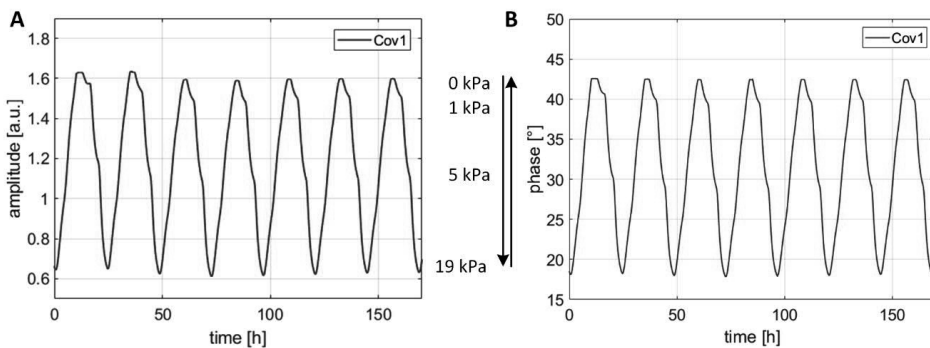 A
1.8
1.6
1.4
1.2
1
0.8
0.6
amplitude [a.u.]
Cov1
0
50
100
150
time [h]
0 kPa
1 kPa
5 kPa
19 kPa
B
50
45
40
35
30
25
20
15
phase [°]
Cov1
0
50
100
150
time [h]